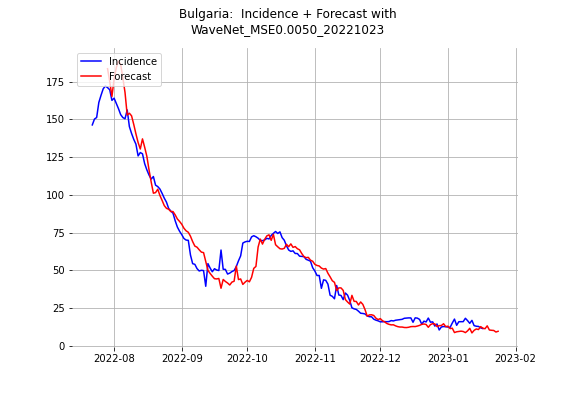 Bulgaria:  Incidence + Forecast with
WaveNet_MSE0.0050_20221023
Incidence
Forecast
175
150
125
100
75
50
25
0
2022-08 2022-09 2022-10 2022-11 2022-12 2023-01 2023-02